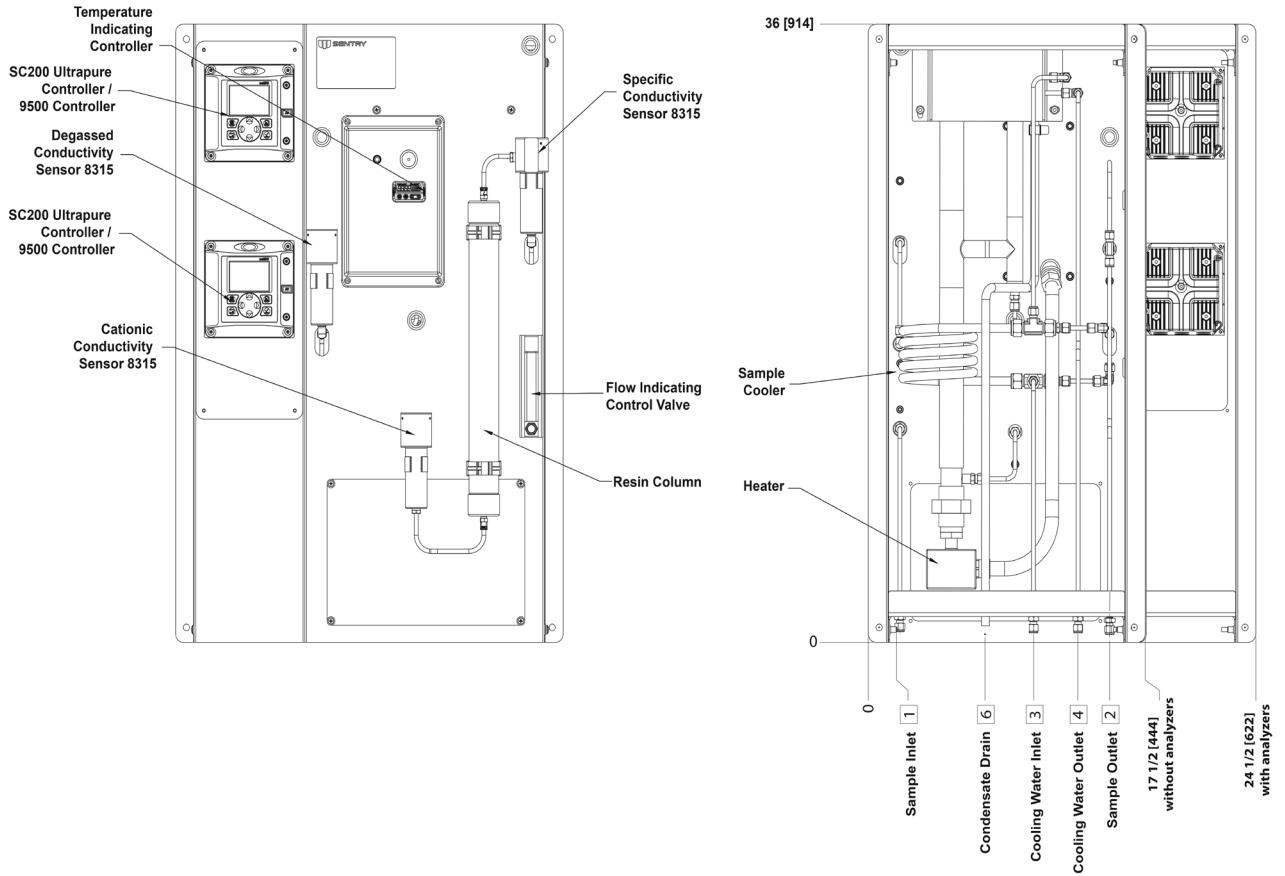 Temperature
Indicating
Controller
SC200 Ultrapure
Controller /
9500 Controller
Degassed
Conductivity
Sensor 8315
SC200 Ultrapure
Controller /
9500 Controller
Cationic
Conductivity
Sensor 8315
SENTRY
Specific
Conductivity
Sensor 8315
Flow Indicating
Control Valve
Resin Column
36 [914]
Sample
Cooler
Heater
0
0
1
Sample Inlet
6
Condensate Drain
3
Cooling Water Inlet
4
Cooling Water Outlet
2
Sample Outlet
17 1/2 [444]
without analyzers
24 1/2 [622]
with analyzers